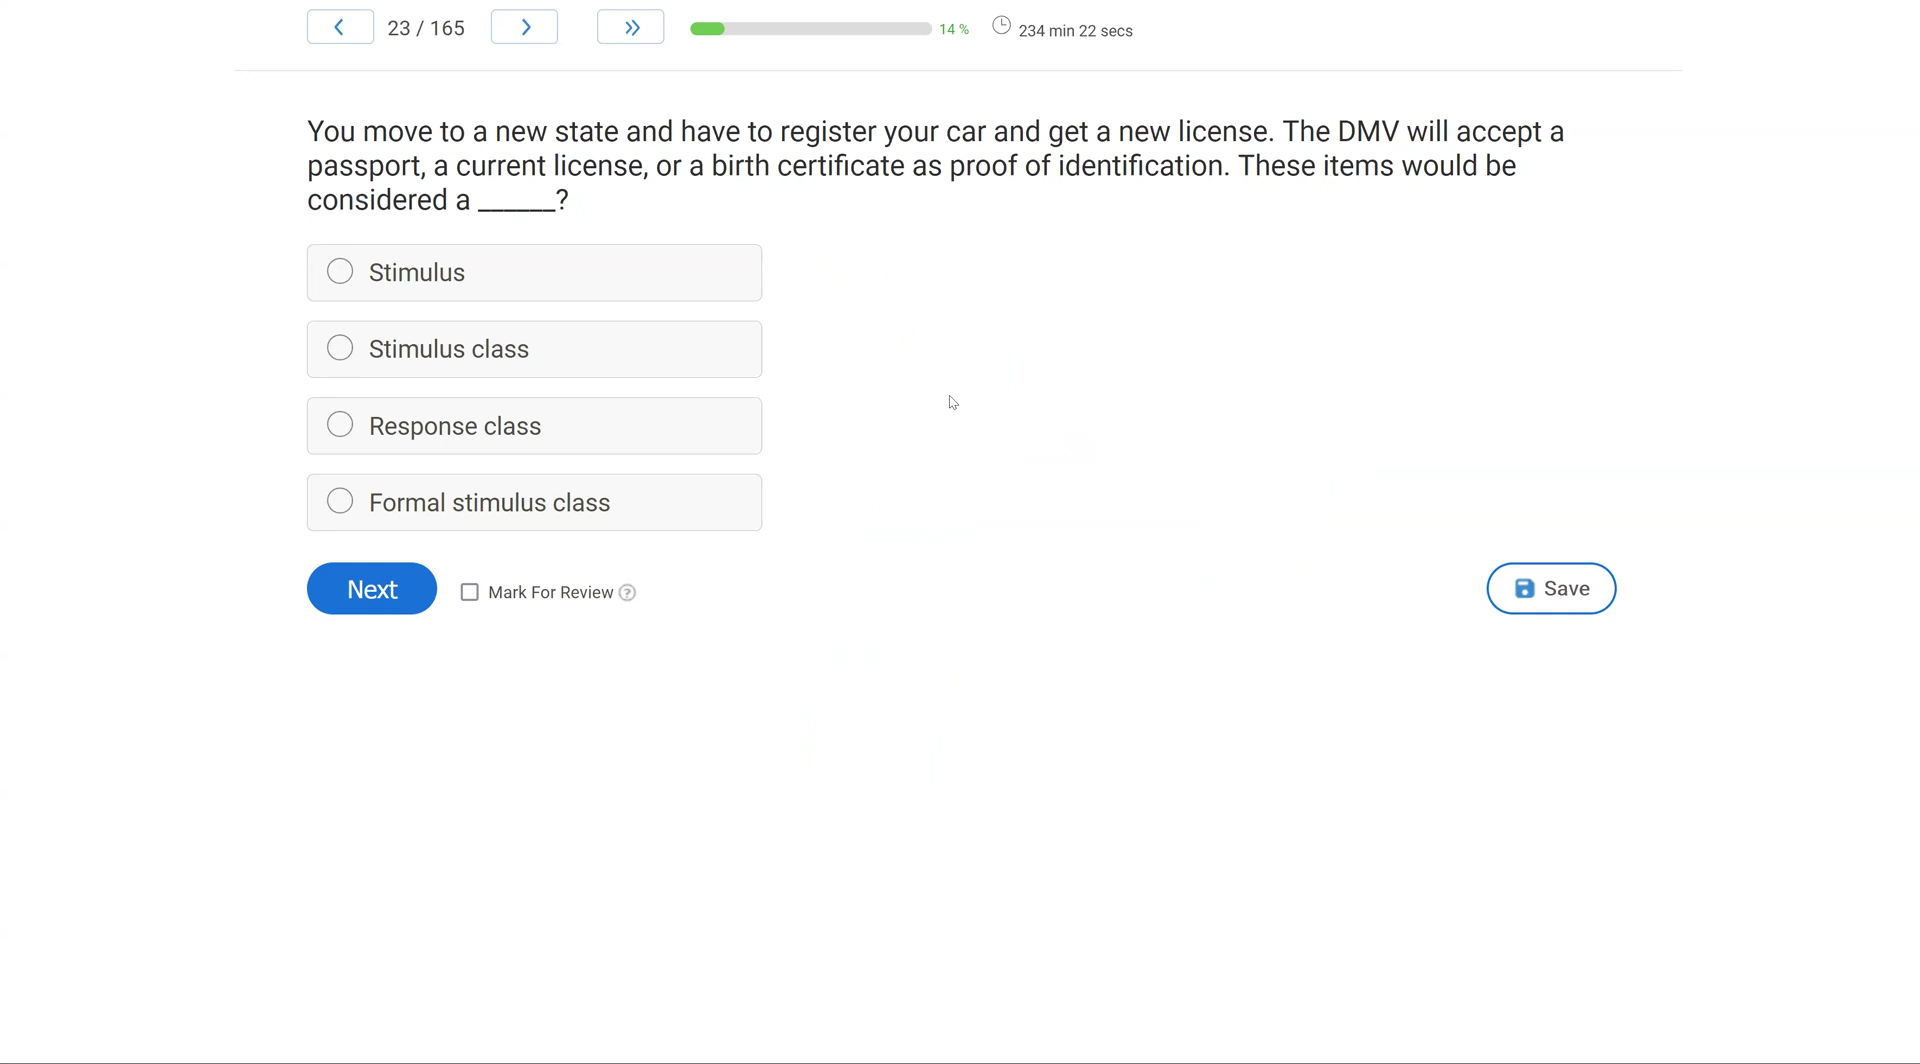 23 / 165
14 %
234 min 22 secs
You move to a new state and have to register your car and get a new license. The DMV will accept a
passport, a current license, or a birth certificate as proof of identification. These items would be
considered a ______?
Stimulus
Stimulus class
Response class
Formal stimulus class
Next
Mark For Review ?
Save